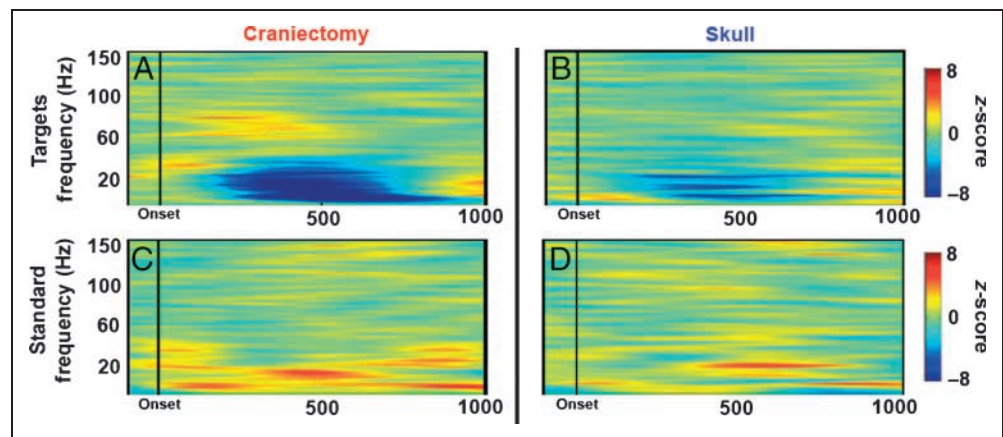 Craniectomy
Skull
Targets
frequency (Hz)
150
100
60
20
A
Onset
500
1000
B
Onset
500
1000
8
0
−8
z-score
Standard
frequency (Hz)
150
100
60
20
C
Onset
500
1000
D
Onset
500
1000
8
0
−8
z-score